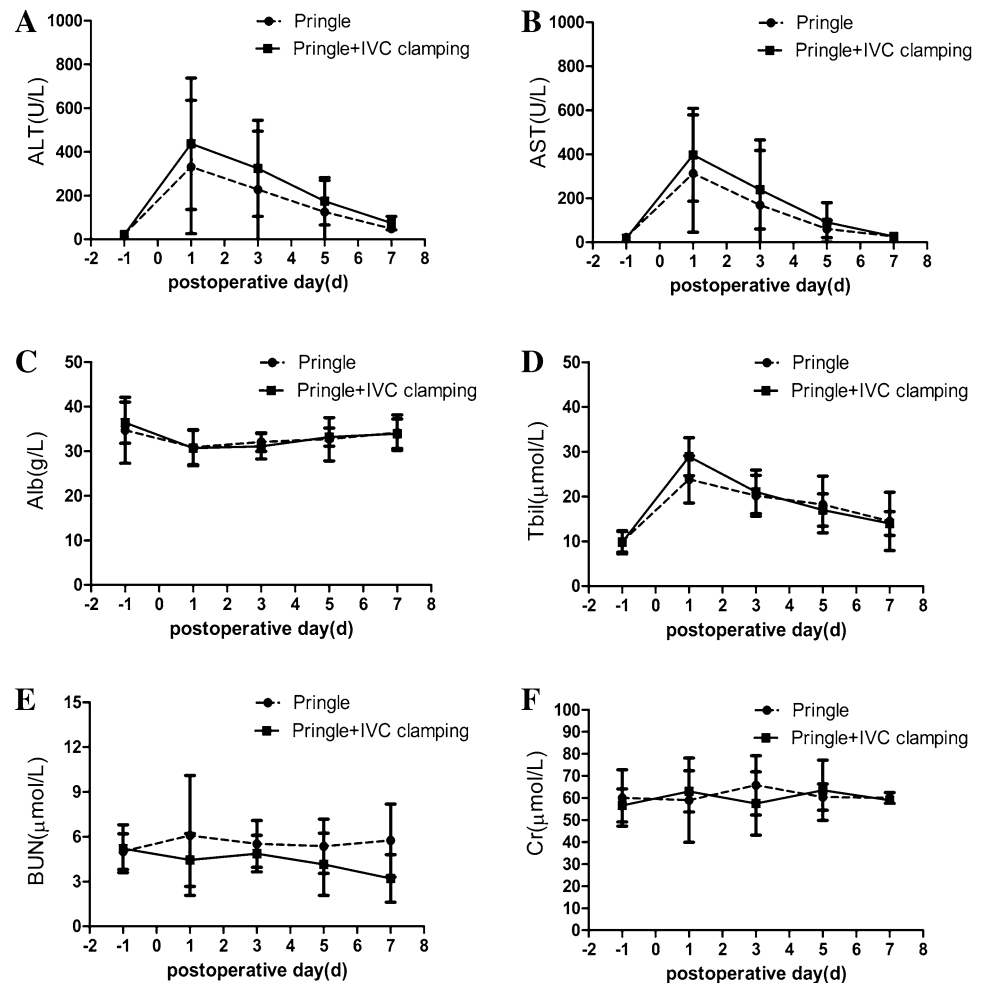 A
1000
800
600
400
200
0
ALT(U/L)
Pringle
Pringle+IVC clamping
-2 -1 0 1 2 3 4 5 6 7 8
postoperative day(d)
B
1000
800
600
400
200
0
AST(U/L)
Pringle
Pringle+IVC clamping
-2 -1 0 1 2 3 4 5 6 7 8
postoperative day(d)
C
50
40
30
20
10
0
Alb(g/L)
Pringle
Pringle+IVC clamping
-2 -1 0 1 2 3 4 5 6 7 8
postoperative day(d)
D
50
40
30
20
10
0
Tbil(μmol/L)
Pringle
Pringle+IVC clamping
-2 -1 0 1 2 3 4 5 6 7 8
postoperative day(d)
E
15
12
9
6
3
0
BUN(μmol/L)
Pringle
Pringle+IVC clamping
-2 -1 0 1 2 3 4 5 6 7 8
postoperative day(d)
F
100
90
80
70
60
50
40
30
20
10
0
Cr(μmol/L)
Pringle
Pringle+IVC clamping
-2 -1 0 1 2 3 4 5 6 7 8
postoperative day(d)